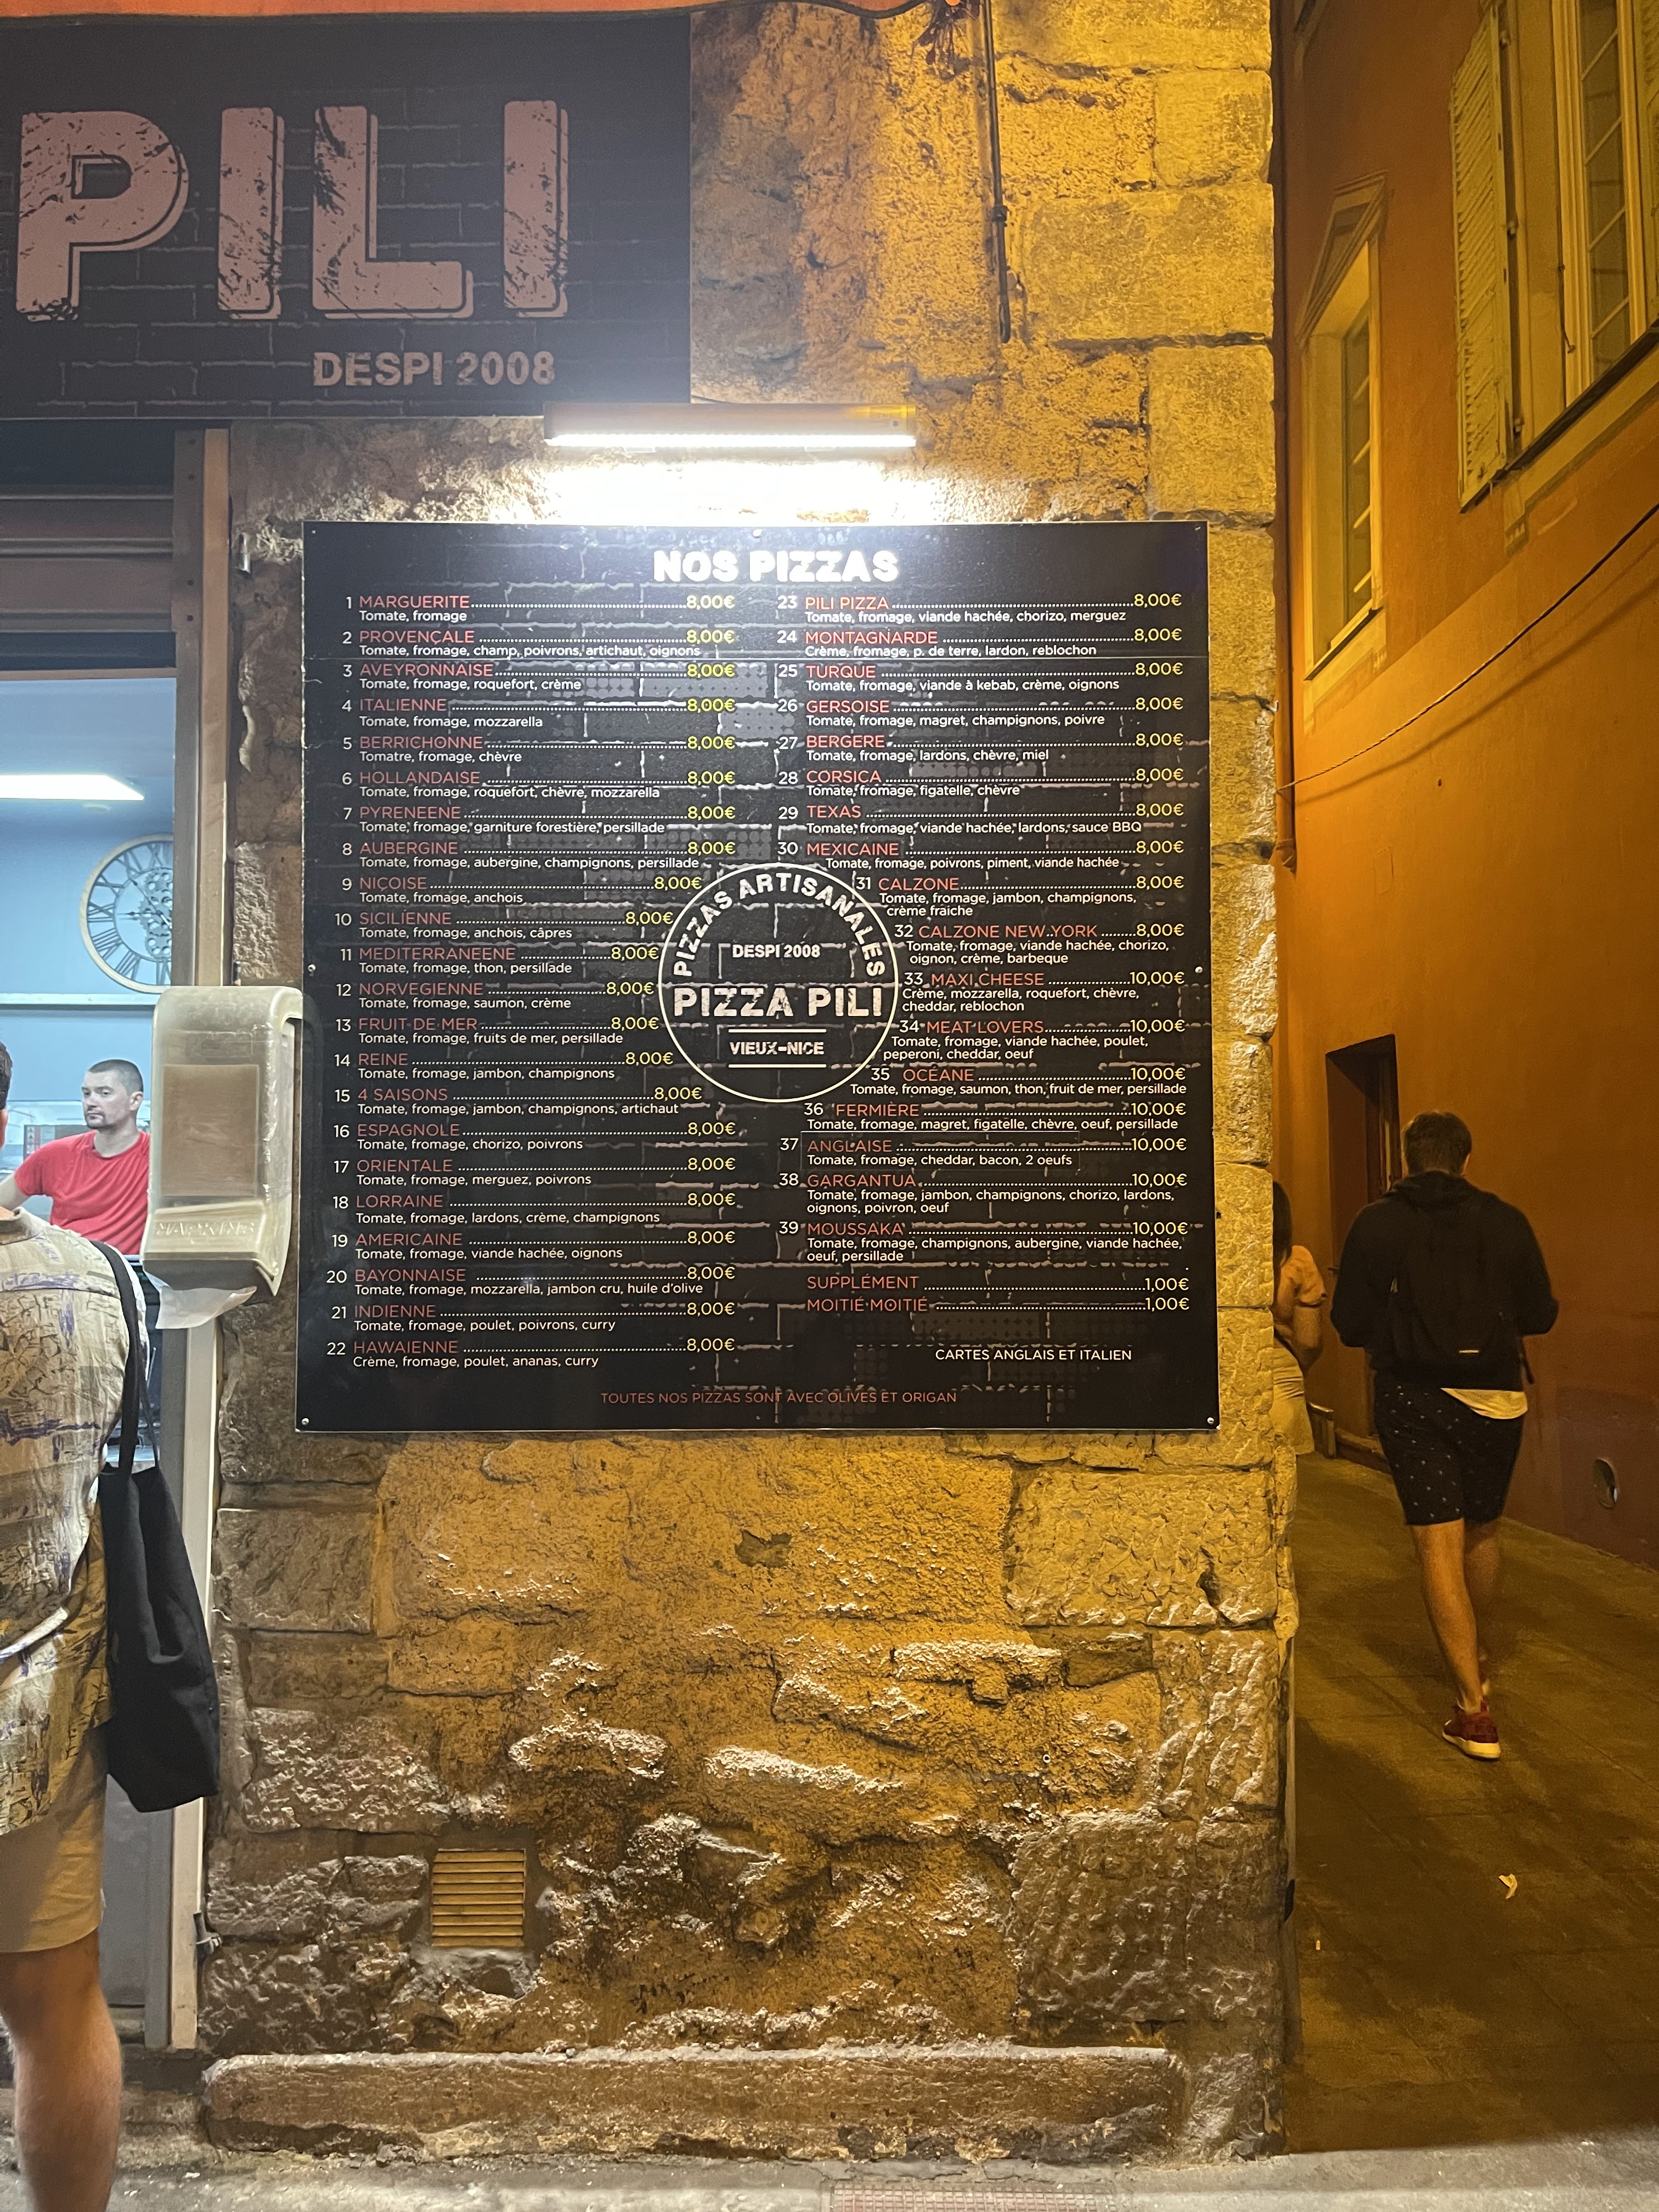 PILI
DESPI 2008
NOS PIZZAS
1 MARGUERITE 8,00€
Tomate, fromage
2 PROVENÇALE 8,00€
Tomate, fromage, champ, poivrons, artichaut, oignons
3 AVEYRONNAISE 8,00€
Tomate, fromage, roquefort, crème
4 ITALIENNE 8,00€
Tomate, fromage, mozzarella
5 BERRICHONNE 8,00€
Tomatre, fromage, chèvre
6 HOLLANDAISE 8,00€
Tomate, fromage, roquefort, chèvre, mozzarella
7 PYRENEENE 8,00€
Tomate, fromage, garniture forestière, persillade
8 AUBERGINE 8,00€
Tomate, fromage, aubergine, champignons, persillade
9 NIÇOISE 8,00€
Tomate, fromage, anchois
10 SICILIENNE 8,00€
Tomate, fromage, anchois, câpres
11 MEDITERRANEENE 8,00€
Tomate, fromage, thon, persillade
12 NORVEGIENNE 8,00€
Tomate, fromage, saumon, crème
13 FRUIT DE MER 8,00€
Tomate, fromage, fruits de mer, persillade
14 REINE 8,00€
Tomate, fromage, jambon, champignons
15 4 SAISONS 8,00€
Tomate, fromage, jambon, champignons, artichaut
16 ESPAGNOLE 8,00€
Tomate, fromage, chorizo, poivrons
17 ORIENTALE 8,00€
Tomate, fromage, merguez, poivrons
18 LORRAINE 8,00€
Tomate, fromage, lardons, crème, champignons
19 AMERICAINE 8,00€
Tomate, fromage, viande hachée, oignons
20 BAYONNAISE 8,00€
Tomate, fromage, mozzarella, jambon cru, huile d'olive
21 INDIENNE 8,00€
Tomate, fromage, poulet, poivrons, curry
22 HAWAIENNE 8,00€
Crème, fromage, poulet, ananas, curry
23 PILI PIZZA 8,00€
Tomate, fromage, viande hachée, chorizo, merguez
24 MONTAGNARDE 8,00€
Crème, fromage, p. de terre, lardon, reblochon
25 TURQUE 8,00€
Tomate, fromage, viande à kebab, crème, oignons
26 GERSOISE 8,00€
Tomate, fromage, magret, champignons, poivre
27 BERGERE 8,00€
Tomate, fromage, lardons, chèvre, miel
28 CORSICA 8,00€
Tomate, fromage, figatelle, chèvre
29 TEXAS 8,00€
Tomate, fromage, viande hachée, lardons, sauce BBQ
30 MEXICAINE 8,00€
Tomate, fromage, poivrons, piment, viande hachée
31 CALZONE 8,00€
Tomate, fromage, jambon, champignons,
crème fraîche
32 CALZONE NEW YORK 8,00€
Tomate, fromage, viande hachée, chorizo,
oignon, crème, barbeque
33 MAXI CHEESE 10,00€
Crème, mozzarella, roquefort, chèvre,
cheddar, reblochon
34 MEAT LOVERS 10,00€
Tomate, fromage, viande hachée, poulet,
peperoni, cheddar, oeuf
35 OCÉANE 10,00€
Tomate, fromage, saumon, thon, fruit de mer, persillade
36 FERMIÈRE 10,00€
Tomate, fromage, magret, figatelle, chèvre, oeuf, persillade
37 ANGLAISE 10,00€
Tomate, fromage, cheddar, bacon, 2 oeufs
38 GARGANTUA 10,00€
Tomate, fromage, jambon, champignons, chorizo, lardons,
oignons, poivron, oeuf
39 MOUSSAKA 10,00€
Tomate, fromage, champignons, aubergine, viande hachée,
oeuf, persillade
SUPPLÉMENT 1,00€
MOITIÉ MOITIÉ 1,00€
CARTES ANGLAIS ET ITALIEN
PIZZAS ARTISANALES
DESPI 2008
PIZZA PILI
VIEUX-NICE
TOUTES NOS PIZZAS SONT AVEC OLIVES ET ORIGAN